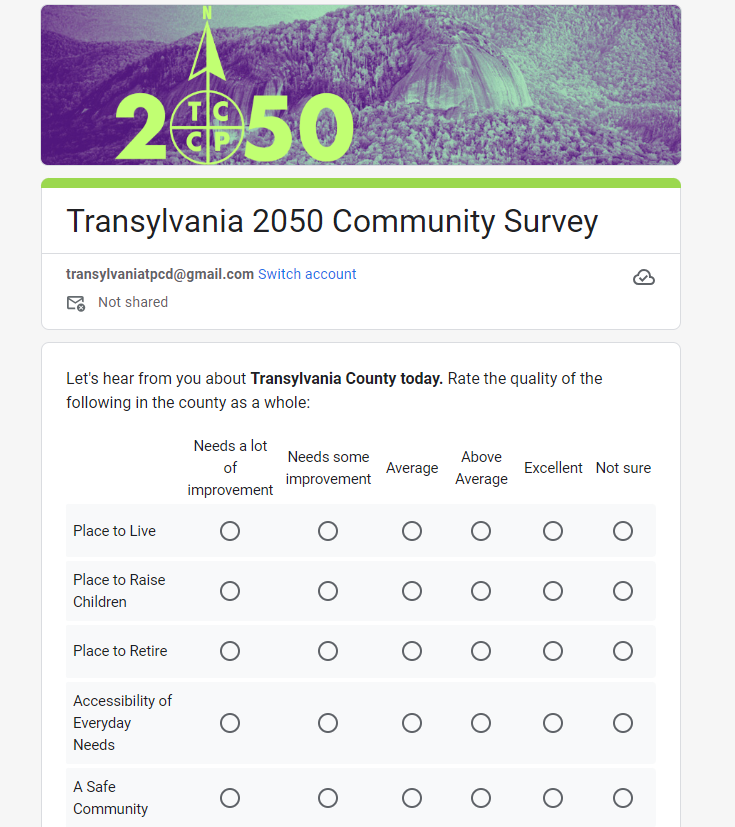 N
2 TC CP 50
Transylvania 2050 Community Survey
transylvaniatpcd@gmail.com Switch account
Not shared
Let's hear from you about Transylvania County today. Rate the quality of the
following in the county as a whole:
Needs a lot
of
improvement
Needs some
improvement
Average
Above
Average
Excellent
Not sure
Place to Live
Place to Raise
Children
Place to Retire
Accessibility of
Everyday
Needs
A Safe
Community